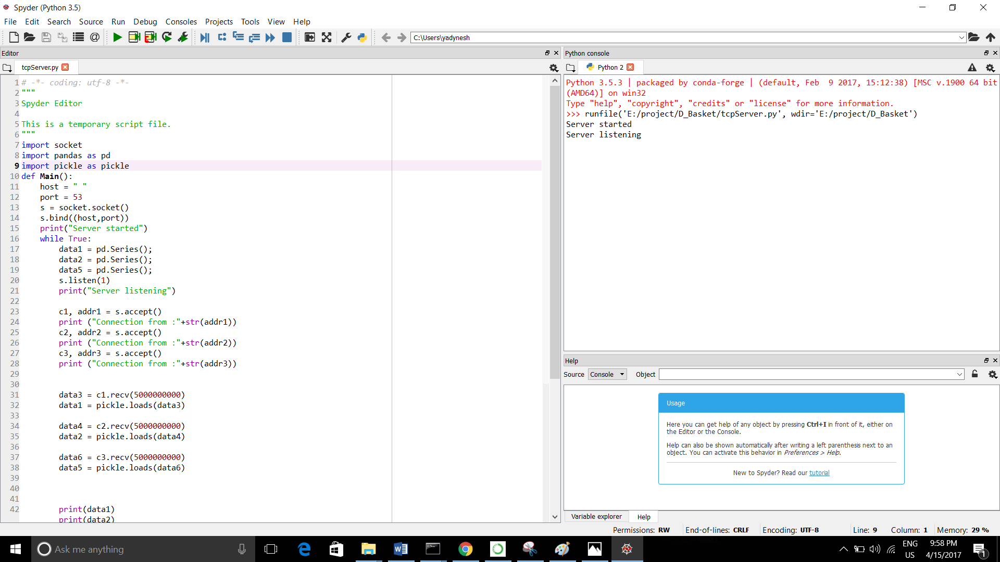 Spyder (Python 3.5)
File Edit Search Source Run Debug Consoles Projects Tools View Help
C:\Users\yadynesh
Editor
tcpServer.py
1 # -*- coding: utf-8 -*-
2 """
3 Spyder Editor
4
5 This is a temporary script file.
6 """
7 import socket
8 import pandas as pd
9 import pickle as pickle
10 def Main():
11     host = " "
12     port = 53
13     s = socket.socket()
14     s.bind((host,port))
15     print("Server started")
16     while True:
17         data1 = pd.Series();
18         data2 = pd.Series();
19         data5 = pd.Series();
20         s.listen(1)
21         print("Server listening")
22
23         c1, addr1 = s.accept()
24         print ("Connection from :"+str(addr1))
25         c2, addr2 = s.accept()
26         print ("Connection from :"+str(addr2))
27         c3, addr3 = s.accept()
28         print ("Connection from :"+str(addr3))
29
30
31         data3 = c1.recv(5000000000)
32         data1 = pickle.loads(data3)
33
34         data4 = c2.recv(5000000000)
35         data2 = pickle.loads(data4)
36
37         data6 = c3.recv(5000000000)
38         data5 = pickle.loads(data6)
39
40
41
42         print(data1)
        print(data2)
Python console
Python 2
Python 3.5.3 | packaged by conda-forge | (default, Feb  9 2017, 15:12:38) [MSC v.1900 64 bit
(AMD64)] on win32
Type "help", "copyright", "credits" or "license" for more information.
>>> runfile('E:/project/D_Basket/tcpServer.py', wdir='E:/project/D_Basket')
Server started
Server listening
Help
Source Console Object
Usage
Here you can get help of any object by pressing Ctrl+I in front of it, either on
the Editor or the Console.
Help can also be shown automatically after writing a left parenthesis next to an
object. You can activate this behavior in Preferences > Help.
New to Spyder? Read our tutorial
Variable explorer Help
Permissions: RW End-of-lines: CRLF Encoding: UTF-8 Line: 9 Column: 1 Memory: 29 %
Ask me anything
ENG
US
9:58 PM
4/15/2017
1